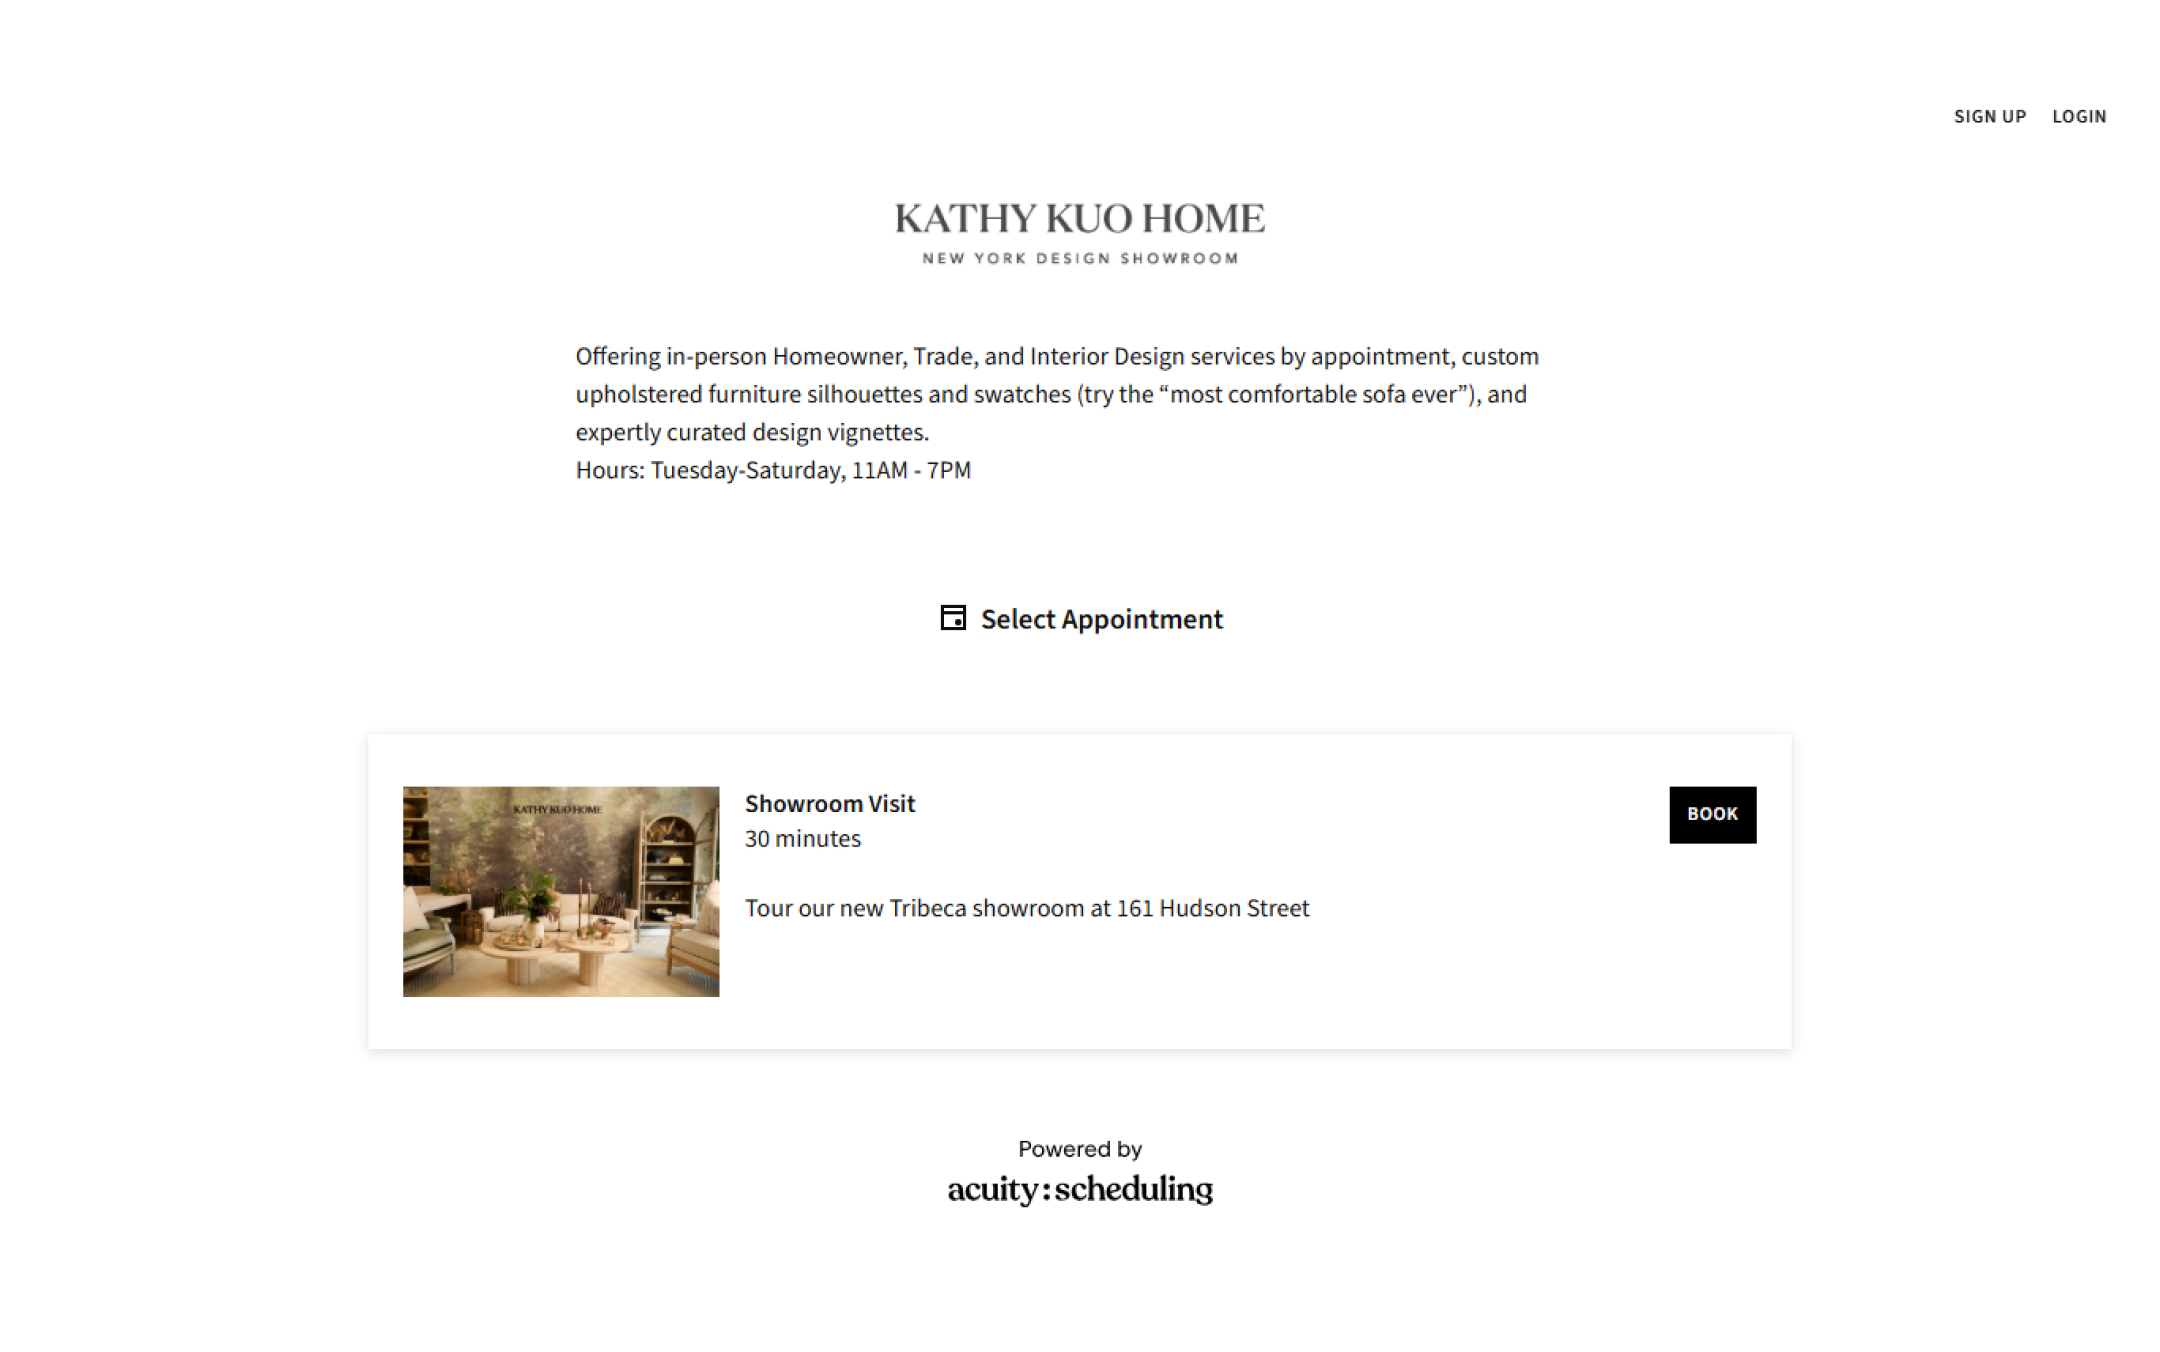 SIGN UP LOGIN
KATHY KUO HOME
NEW YORK DESIGN SHOWROOM
Offering in-person Homeowner, Trade, and Interior Design services by appointment, custom
upholstered furniture silhouettes and swatches (try the “most comfortable sofa ever”), and
expertly curated design vignettes.
Hours: Tuesday-Saturday, 11AM - 7PM
Select Appointment
KATHY KUO HOME
Showroom Visit
30 minutes
Tour our new Tribeca showroom at 161 Hudson Street
BOOK
Powered by
acuity:scheduling